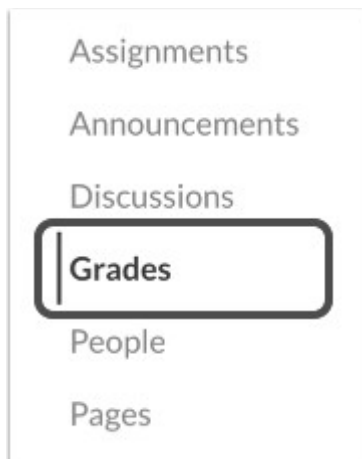 Assignments
Announcements
Discussions
Grades
People
Pages